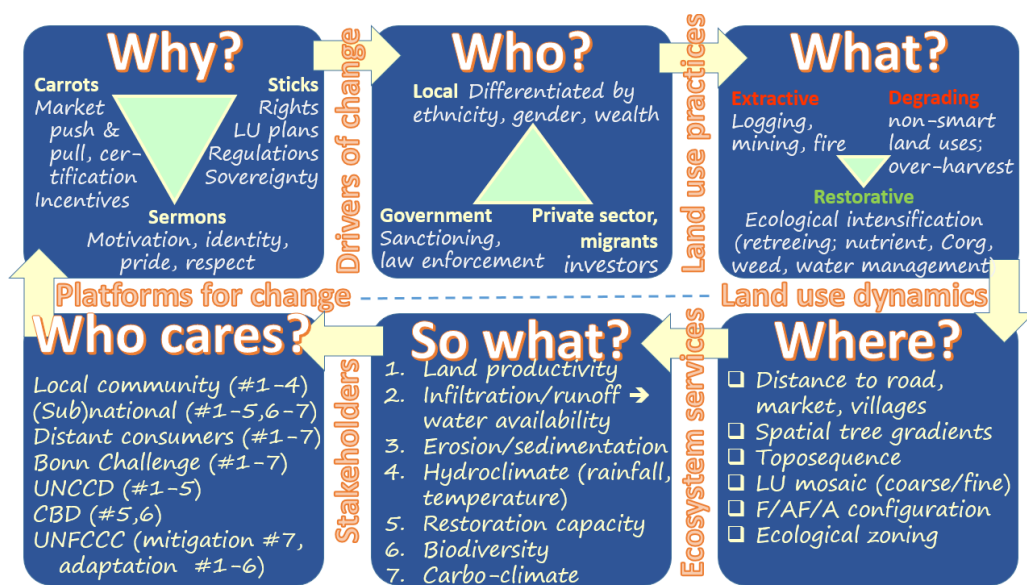 Why?
Carrots
Market
push &
pull, cer-
tification
Incentives
Sticks
Rights
LU plans
Regulations
Sovereignty
Sermons
Motivation, identity,
pride, respect
Drivers of change
Who?
Local Differentiated by
ethnicity, gender, wealth
Government
Sanctioning,
law enforcement
Private sector,
migrants
investors
Land use practices
What?
Extractive
Logging,
mining, fire
Degrading
non-smart
land uses;
over-harvest
Restorative
Ecological intensification
(retreeing; nutrient, Corg,
weed, water management)
Platforms for change
Land use dynamics
Who cares?
Local community (#1-4)
(Sub)national (#1-5,6-7)
Distant consumers (#1-7)
Bonn Challenge (#1-7)
UNCCD (#1-5)
CBD (#5,6)
UNFCCC (mitigation #7,
adaptation #1-6)
Stakeholders
So what?
1. Land productivity
2. Infiltration/runoff →
water availability
3. Erosion/sedimentation
4. Hydroclimate (rainfall,
temperature)
5. Restoration capacity
6. Biodiversity
7. Carbo-climate
Ecosystem services
Where?
❑ Distance to road,
market, villages
❑ Spatial tree gradients
❑ Toposequence
❑ LU mosaic (coarse/fine)
❑ F/AF/A configuration
❑ Ecological zoning